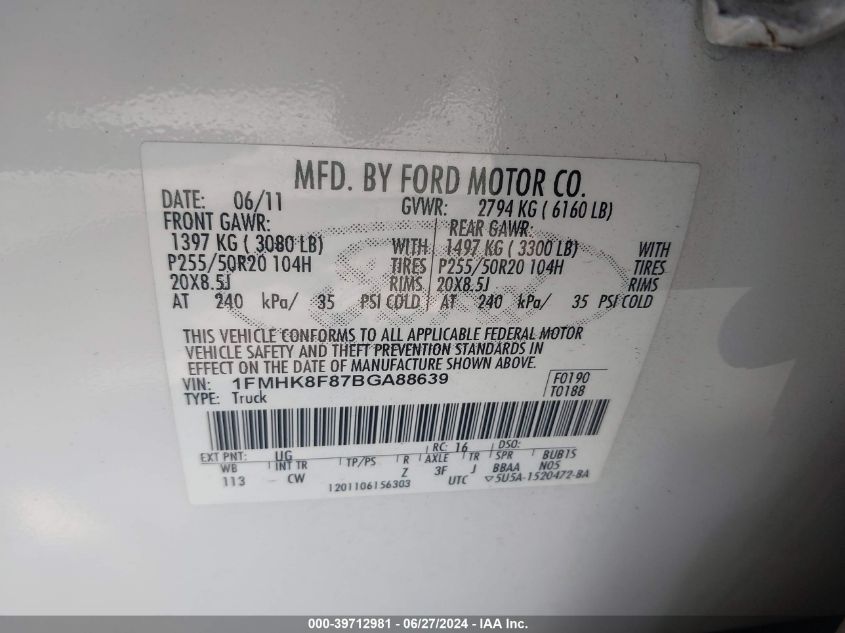 MFD. BY FORD MOTOR CO.
DATE: 06/11 GVWR: 2794 KG ( 6160 LB)
FRONT GAWR: REAR GAWR:
1397 KG ( 3080 LB) WITH 1497 KG ( 3300 LB) WITH
P255/50R20 104H TIRES P255/50R20 104H TIRES
20X8.5J RIMS 20X8.5J RIMS
AT 240 kPa/ 35 PSI COLD AT 240 kPa/ 35 PSI COLD
THIS VEHICLE CONFORMS TO ALL APPLICABLE FEDERAL MOTOR
VEHICLE SAFETY AND THEFT PREVENTION STANDARDS IN
EFFECT ON THE DATE OF MANUFACTURE SHOWN ABOVE.
VIN: 1FMHK8F87BGA88639 F0190
TYPE: Truck T0188
EXT PNT: UG RC: 16 DSO:
WB INT TR TP/PS R AXLE TR SPR BUB1S
113 CW Z 3F J BBAA N05
1201106156303 UTC ▽5U5A-1520472-BA
000-39712981 - 06/27/2024 - IAA Inc.